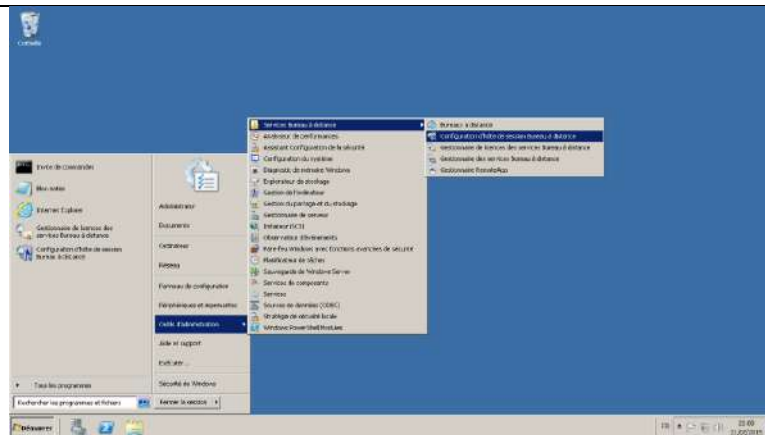 Corbeille
Services Bureau à distance
Analyseur de performances
Assistant Configuration de la sécurité
Configuration du système
Diagnostic de mémoire Windows
Explorateur de stockage
Gestion de l'ordinateur
Gestion du partage et du stockage
Gestionnaire de serveur
Initiateur iSCSI
Observateur d'événements
Pare-feu Windows avec fonctions avancées de sécurité
Planificateur de tâches
Sauvegarde de Windows Server
Services de composants
Services
Sources de données (ODBC)
Stratégie de sécurité locale
Windows PowerShell Modules
Bureaux à distance
Configuration d'hôte de session Bureau à distance
Gestionnaire de licences des services Bureau à distance
Gestionnaire des services Bureau à distance
Gestionnaire RemoteApp
Invite de commandes
Bloc-notes
Internet Explorer
Gestionnaire de licences des
services Bureau à distance
Configuration d'hôte de session
Bureau à distance
Tous les programmes
Rechercher les programmes et fichiers
Administrateur
Documents
Ordinateur
Réseau
Panneau de configuration
Périphériques et imprimantes
Outils d'administration
Aide et support
Exécuter...
Sécurité de Windows
Fermer la session
Démarrer
FR